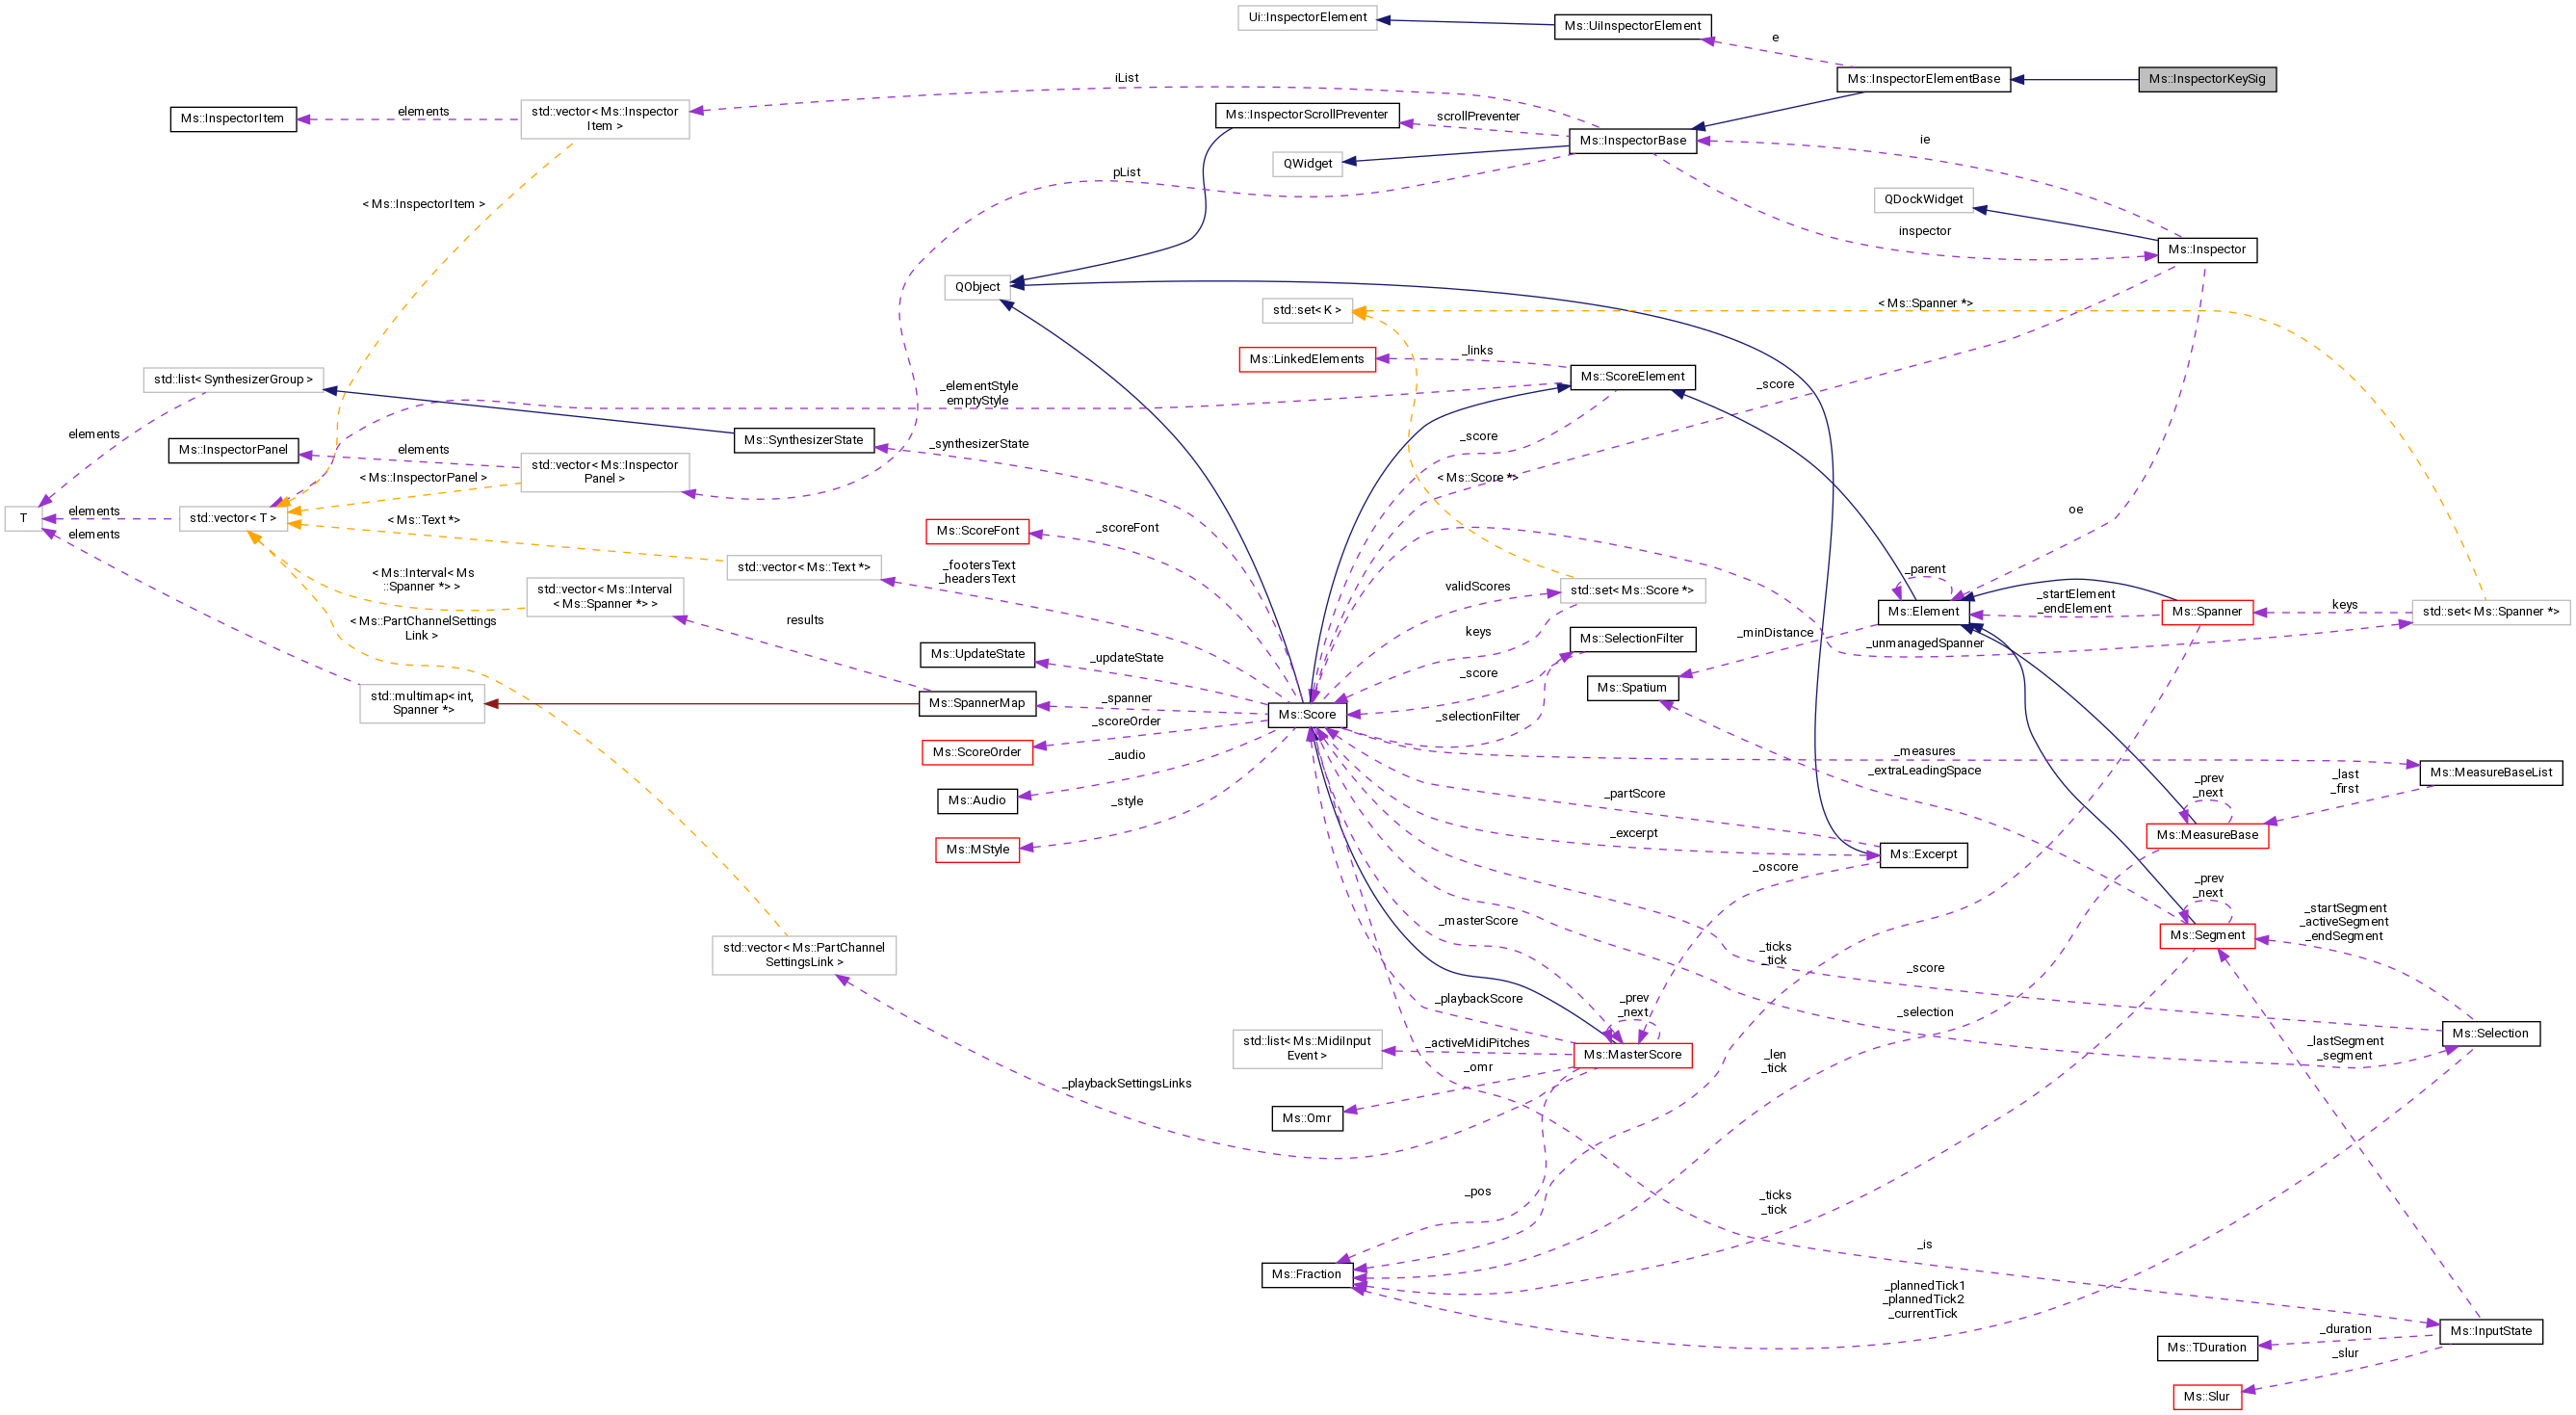 Ui::InspectorElement
Ms::UiInspectorElement
e
Ms::InspectorElementBase
Ms::InspectorKeySig
iList
Ms::InspectorItem
elements
std::vector< Ms::Inspector
Item >
Ms::InspectorScrollPreventer
scrollPreventer
Ms::InspectorBase
ie
QWidget
pList
QDockWidget
< Ms::InspectorItem >
inspector
Ms::Inspector
QObject
std::set< K >
< Ms::Spanner *>
Ms::LinkedElements
_links
Ms::ScoreElement
_score
std::list< SynthesizerGroup >
_elementStyle
emptyStyle
elements
Ms::SynthesizerState
_synthesizerState
_score
Ms::InspectorPanel
elements
std::vector< Ms::Inspector
Panel >
< Ms::InspectorPanel >
< Ms::Score *>
T
elements
std::vector< T >
< Ms::Text *>
oe
elements
Ms::ScoreFont
_scoreFont
std::vector< Ms::Text *>
_footersText
_headersText
< Ms::Interval< Ms
::Spanner *> >
std::vector< Ms::Interval
< Ms::Spanner *> >
validScores
std::set< Ms::Score *>
_parent
Ms::Element
_startElement
_endElement
Ms::Spanner
keys
std::set< Ms::Spanner *>
< Ms::PartChannelSettings
Link >
results
keys
Ms::SelectionFilter
_minDistance
_unmanagedSpanner
Ms::UpdateState
_updateState
_score
Ms::Spatium
std::multimap< int,
Spanner *>
Ms::SpannerMap
_spanner
Ms::Score
_selectionFilter
Ms::ScoreOrder
_scoreOrder
_measures
_extraLeadingSpace
Ms::MeasureBaseList
_audio
Ms::Audio
_prev
_next
_last
_first
_style
_partScore
Ms::MStyle
_excerpt
Ms::MeasureBase
Ms::Excerpt
_oscore
_prev
_next
_masterScore
_startSegment
_activeSegment
_endSegment
Ms::Segment
std::vector< Ms::PartChannel
SettingsLink >
_ticks
_tick
_score
_playbackScore
_prev
_next
_selection
Ms::Selection
std::list< Ms::MidiInput
Event >
_activeMidiPitches
Ms::MasterScore
_len
_tick
_lastSegment
_segment
_omr
_playbackSettingsLinks
Ms::Omr
_pos
_ticks
_tick
_is
Ms::Fraction
_plannedTick1
_plannedTick2
_currentTick
Ms::InputState
_duration
Ms::TDuration
_slur
Ms::Slur